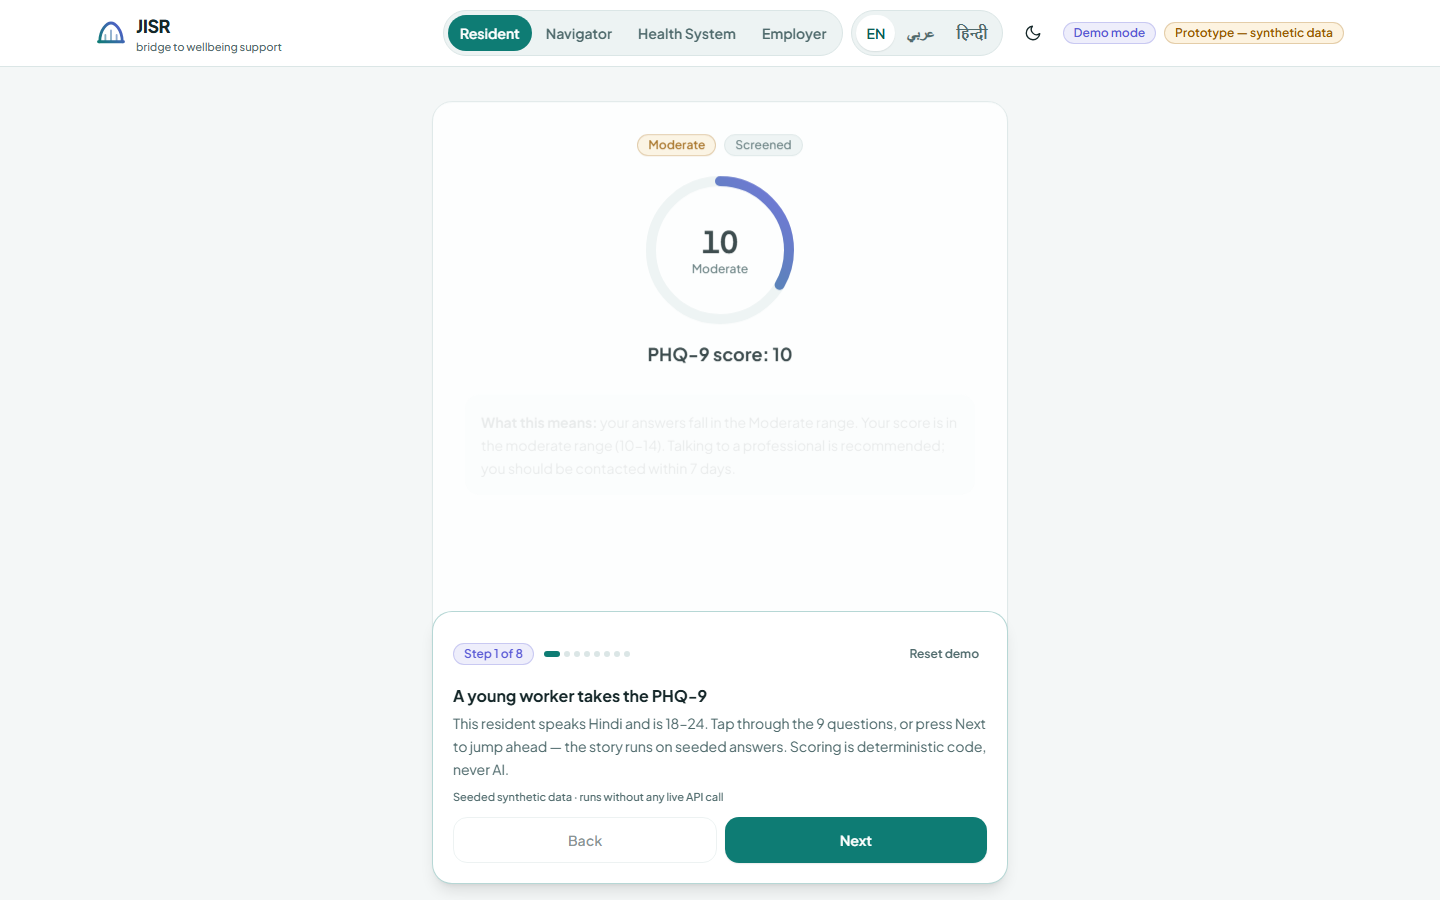 JISR
bridge to wellbeing support
Resident
Navigator
Health System
Employer
EN
عربي
हिन्दी
Demo mode
Prototype — synthetic data
Moderate
Screened
10
Moderate
PHQ-9 score: 10
What this means: your answers fall in the Moderate range. Your score is in
the moderate range (10–14). Talking to a professional is recommended;
you should be contacted within 7 days.
Step 1 of 8
Reset demo
A young worker takes the PHQ-9
This resident speaks Hindi and is 18–24. Tap through the 9 questions, or press Next
to jump ahead — the story runs on seeded answers. Scoring is deterministic code,
never AI.
Seeded synthetic data · runs without any live API call
Back
Next